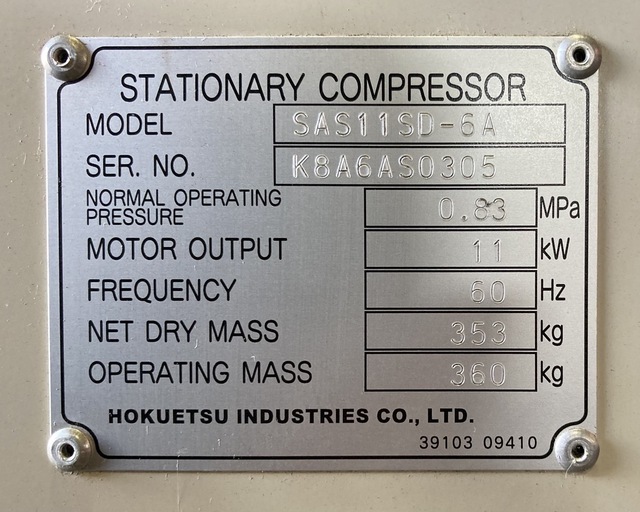 STATIONARY COMPRESSOR
MODEL SAS11SD-6A
SER. NO. K8A6AS0305
NORMAL OPERATING
PRESSURE 0.83 MPa
MOTOR OUTPUT 11 kW
FREQUENCY 60 Hz
NET DRY MASS 353 kg
OPERATING MASS 360 kg
HOKUETSU INDUSTRIES CO., LTD.
39103 09410